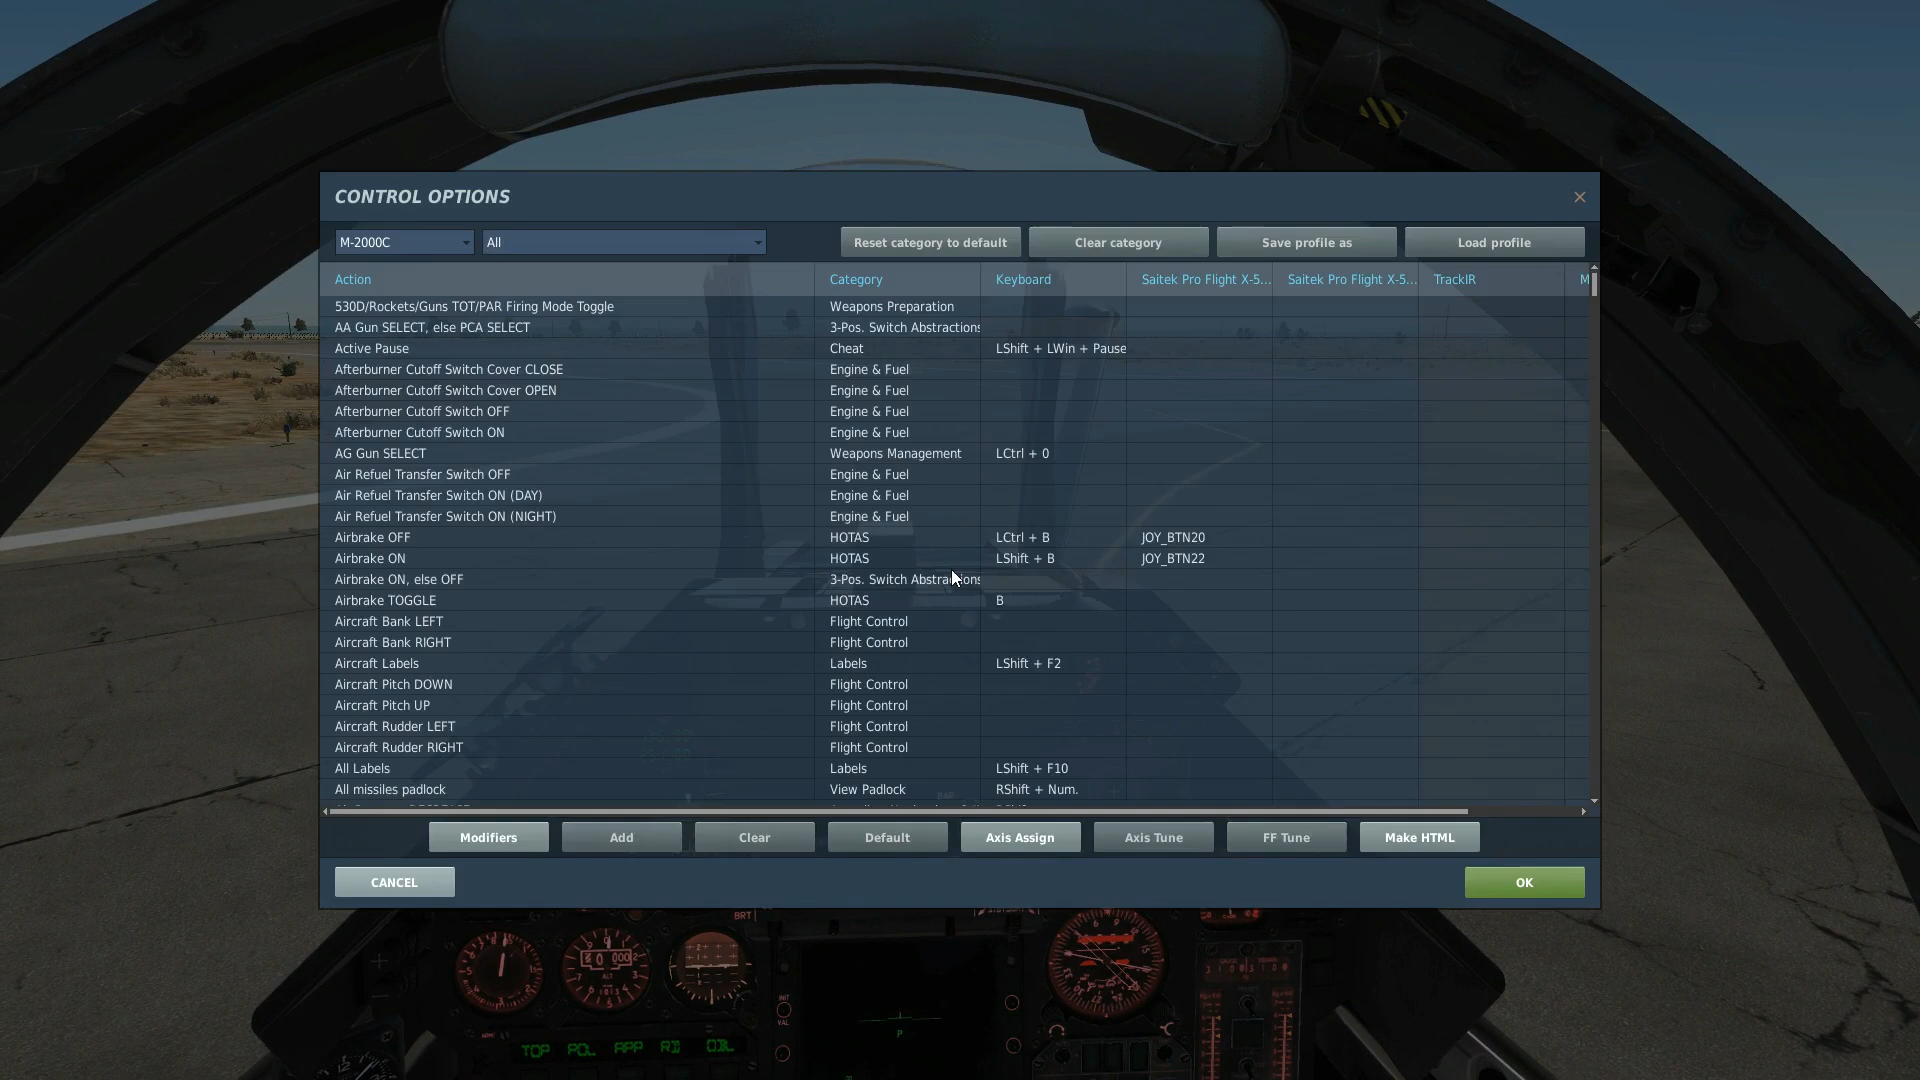 CONTROL OPTIONS
M-2000C All Reset category to default Clear category Save profile as Load profile
Action Category Keyboard Saitek Pro Flight X-5... Saitek Pro Flight X-5... TrackIR M
530D/Rockets/Guns TOT/PAR Firing Mode Toggle Weapons Preparation
AA Gun SELECT, else PCA SELECT 3-Pos. Switch Abstractions
Active Pause Cheat LShift + LWin + Pause
Afterburner Cutoff Switch Cover CLOSE Engine & Fuel
Afterburner Cutoff Switch Cover OPEN Engine & Fuel
Afterburner Cutoff Switch OFF Engine & Fuel
Afterburner Cutoff Switch ON Engine & Fuel
AG Gun SELECT Weapons Management LCtrl + 0
Air Refuel Transfer Switch OFF Engine & Fuel
Air Refuel Transfer Switch ON (DAY) Engine & Fuel
Air Refuel Transfer Switch ON (NIGHT) Engine & Fuel
Airbrake OFF HOTAS LCtrl + B JOY_BTN20
Airbrake ON HOTAS LShift + B JOY_BTN22
Airbrake ON, else OFF 3-Pos. Switch Abstractions
Airbrake TOGGLE HOTAS B
Aircraft Bank LEFT Flight Control
Aircraft Bank RIGHT Flight Control
Aircraft Labels Labels LShift + F2
Aircraft Pitch DOWN Flight Control
Aircraft Pitch UP Flight Control
Aircraft Rudder LEFT Flight Control
Aircraft Rudder RIGHT Flight Control
All Labels Labels LShift + F10
All missiles padlock View Padlock RShift + Num.
Modifiers Add Clear Default Axis Assign Axis Tune FF Tune Make HTML
CANCEL OK
BRT
ALT
INIT
VAL
P